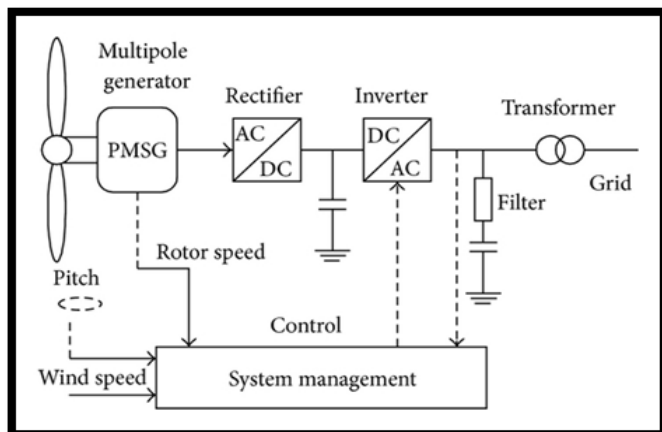 Multipole
generator
Rectifier
Inverter
Transformer
PMSG
AC
DC
DC
AC
Grid
Filter
Rotor speed
Pitch
Control
Wind speed
System management